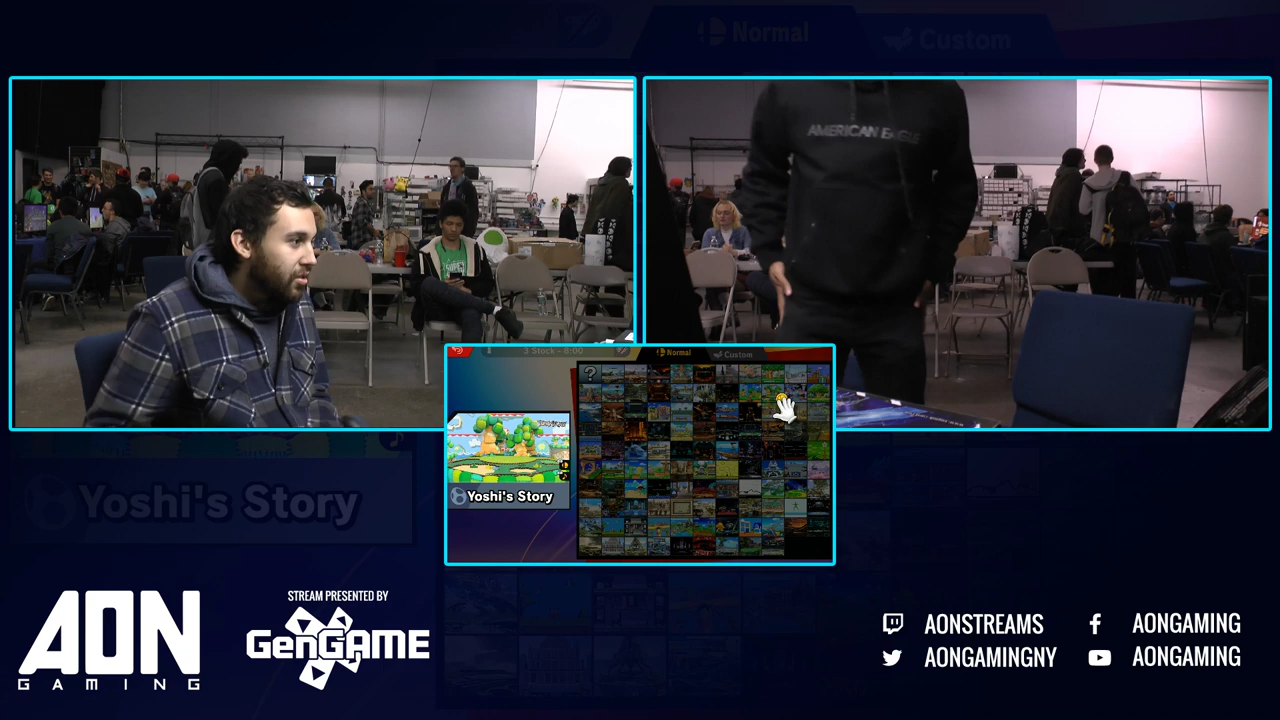 Normal
Custom
AMERICAN EAGLE
3 Stock - 8:00
Normal
Custom
Yoshi's Story
Yoshi's Story
AON
GAMING
STREAM PRESENTED BY
GenGAME
AONSTREAMS
AONGAMING
AONGAMINGNY
AONGAMING